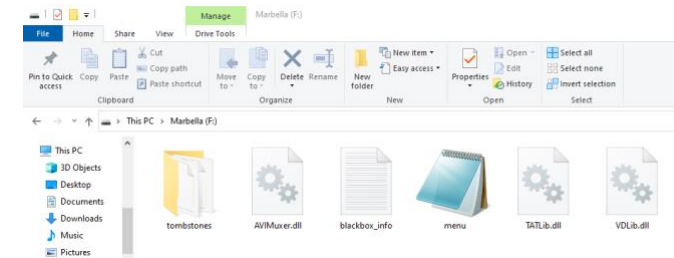 Manage Marbella (F:)
File Home Share View Drive Tools
Pin to Quick access
Copy
Paste
Cut
Copy path
Paste shortcut
Clipboard
Move to
Copy to
Delete
Rename
Organize
New folder
New item
Easy access
New
Properties
Open
Edit
History
Open
Select all
Select none
Invert selection
Select
This PC > Marbella (F:)
This PC
3D Objects
Desktop
Documents
Downloads
Music
Pictures
tombstones AVIMuxer.dll blackbox_info menu TATLib.dll VDLib.dll